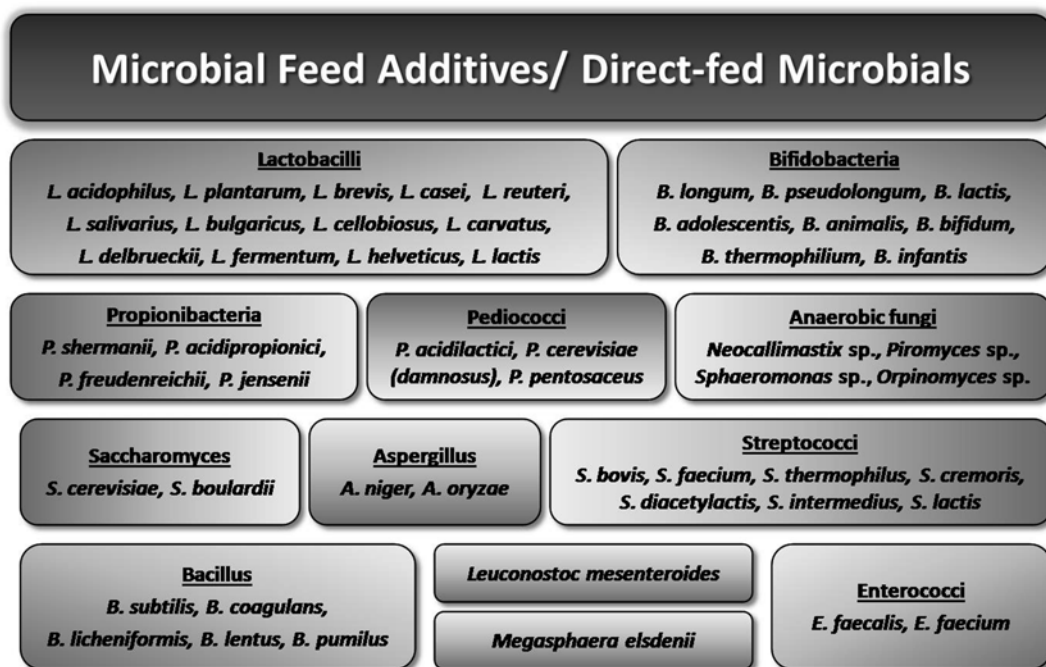 Microbial Feed Additives/ Direct-fed Microbials
Lactobacilli
L. acidophilus, L. plantarum, L. brevis, L. casei, L. reuteri,
L. salivarius, L. bulgaricus, L. cellobiosus, L. carvatus,
L. delbrueckii, L. fermentum, L. helveticus, L. lactis
Bifidobacteria
B. longum, B. pseudolongum, B. lactis,
B. adolescentis, B. animalis, B. bifidum,
B. thermophilium, B. infantis
Propionibacteria
P. shermanii, P. acidipropionici,
P. freudenreichii, P. jensenii
Pediococci
P. acidilactici, P. cerevisiae
(damnosus), P. pentosaceus
Anaerobic fungi
Neocallimastix sp., Piromyces sp.,
Sphaeromonas sp., Orpinomyces sp.
Saccharomyces
S. cerevisiae, S. boulardii
Aspergillus
A. niger, A. oryzae
Streptococci
S. bovis, S. faecium, S. thermophilus, S. cremoris,
S. diacetylactis, S. intermedius, S. lactis
Bacillus
B. subtilis, B. coagulans,
B. licheniformis, B. lentus, B. pumilus
Leuconostoc mesenteroides
Megasphaera elsdenii
Enterococci
E. faecalis, E. faecium